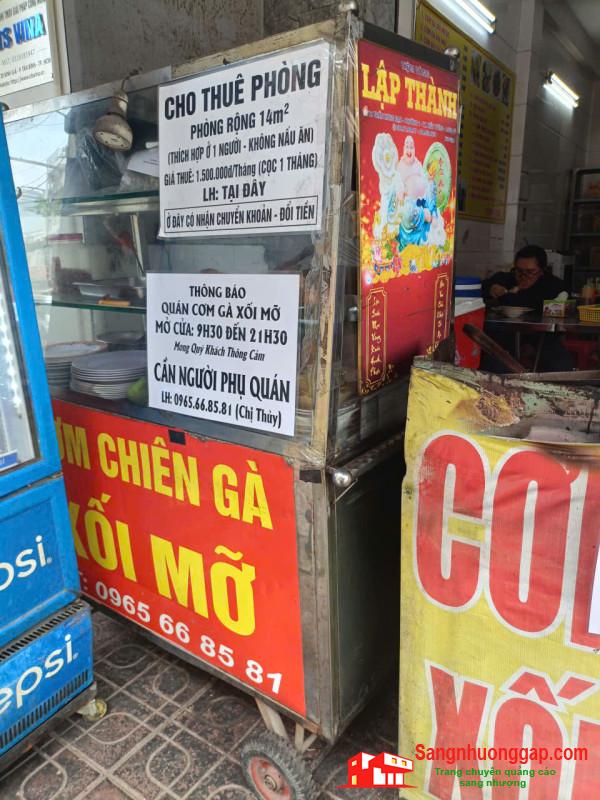 CHO THUÊ PHÒNG
PHÒNG RỘNG 14m²
(THÍCH HỢP Ở 1 NGƯỜI - KHÔNG NẤU ĂN)
GIÁ THUÊ: 1.500.000đ/Tháng (CỌC 1 THÁNG)
LH: TẠI ĐÂY
Ở ĐÂY CÓ NHẬN CHUYỂN KHOẢN - ĐỔI TIỀN
LẬP THÀNH
THÔNG BÁO
QUÁN CƠM GÀ XỐI MỠ
MỞ CỬA: 9H30 ĐẾN 21H30
Mong Quý Khách Thông Cảm
CẦN NGƯỜI PHỤ QUÁN
LH: 0965.66.85.81 (Chị Thủy)
ƠM CHIÊN GÀ
XỐI MỠ
: 0965 66 85 81
psi
pepsi
CƠ
XỐ
Sangnhuonggap.com
Trang chuyên quảng cáo
sang nhượng